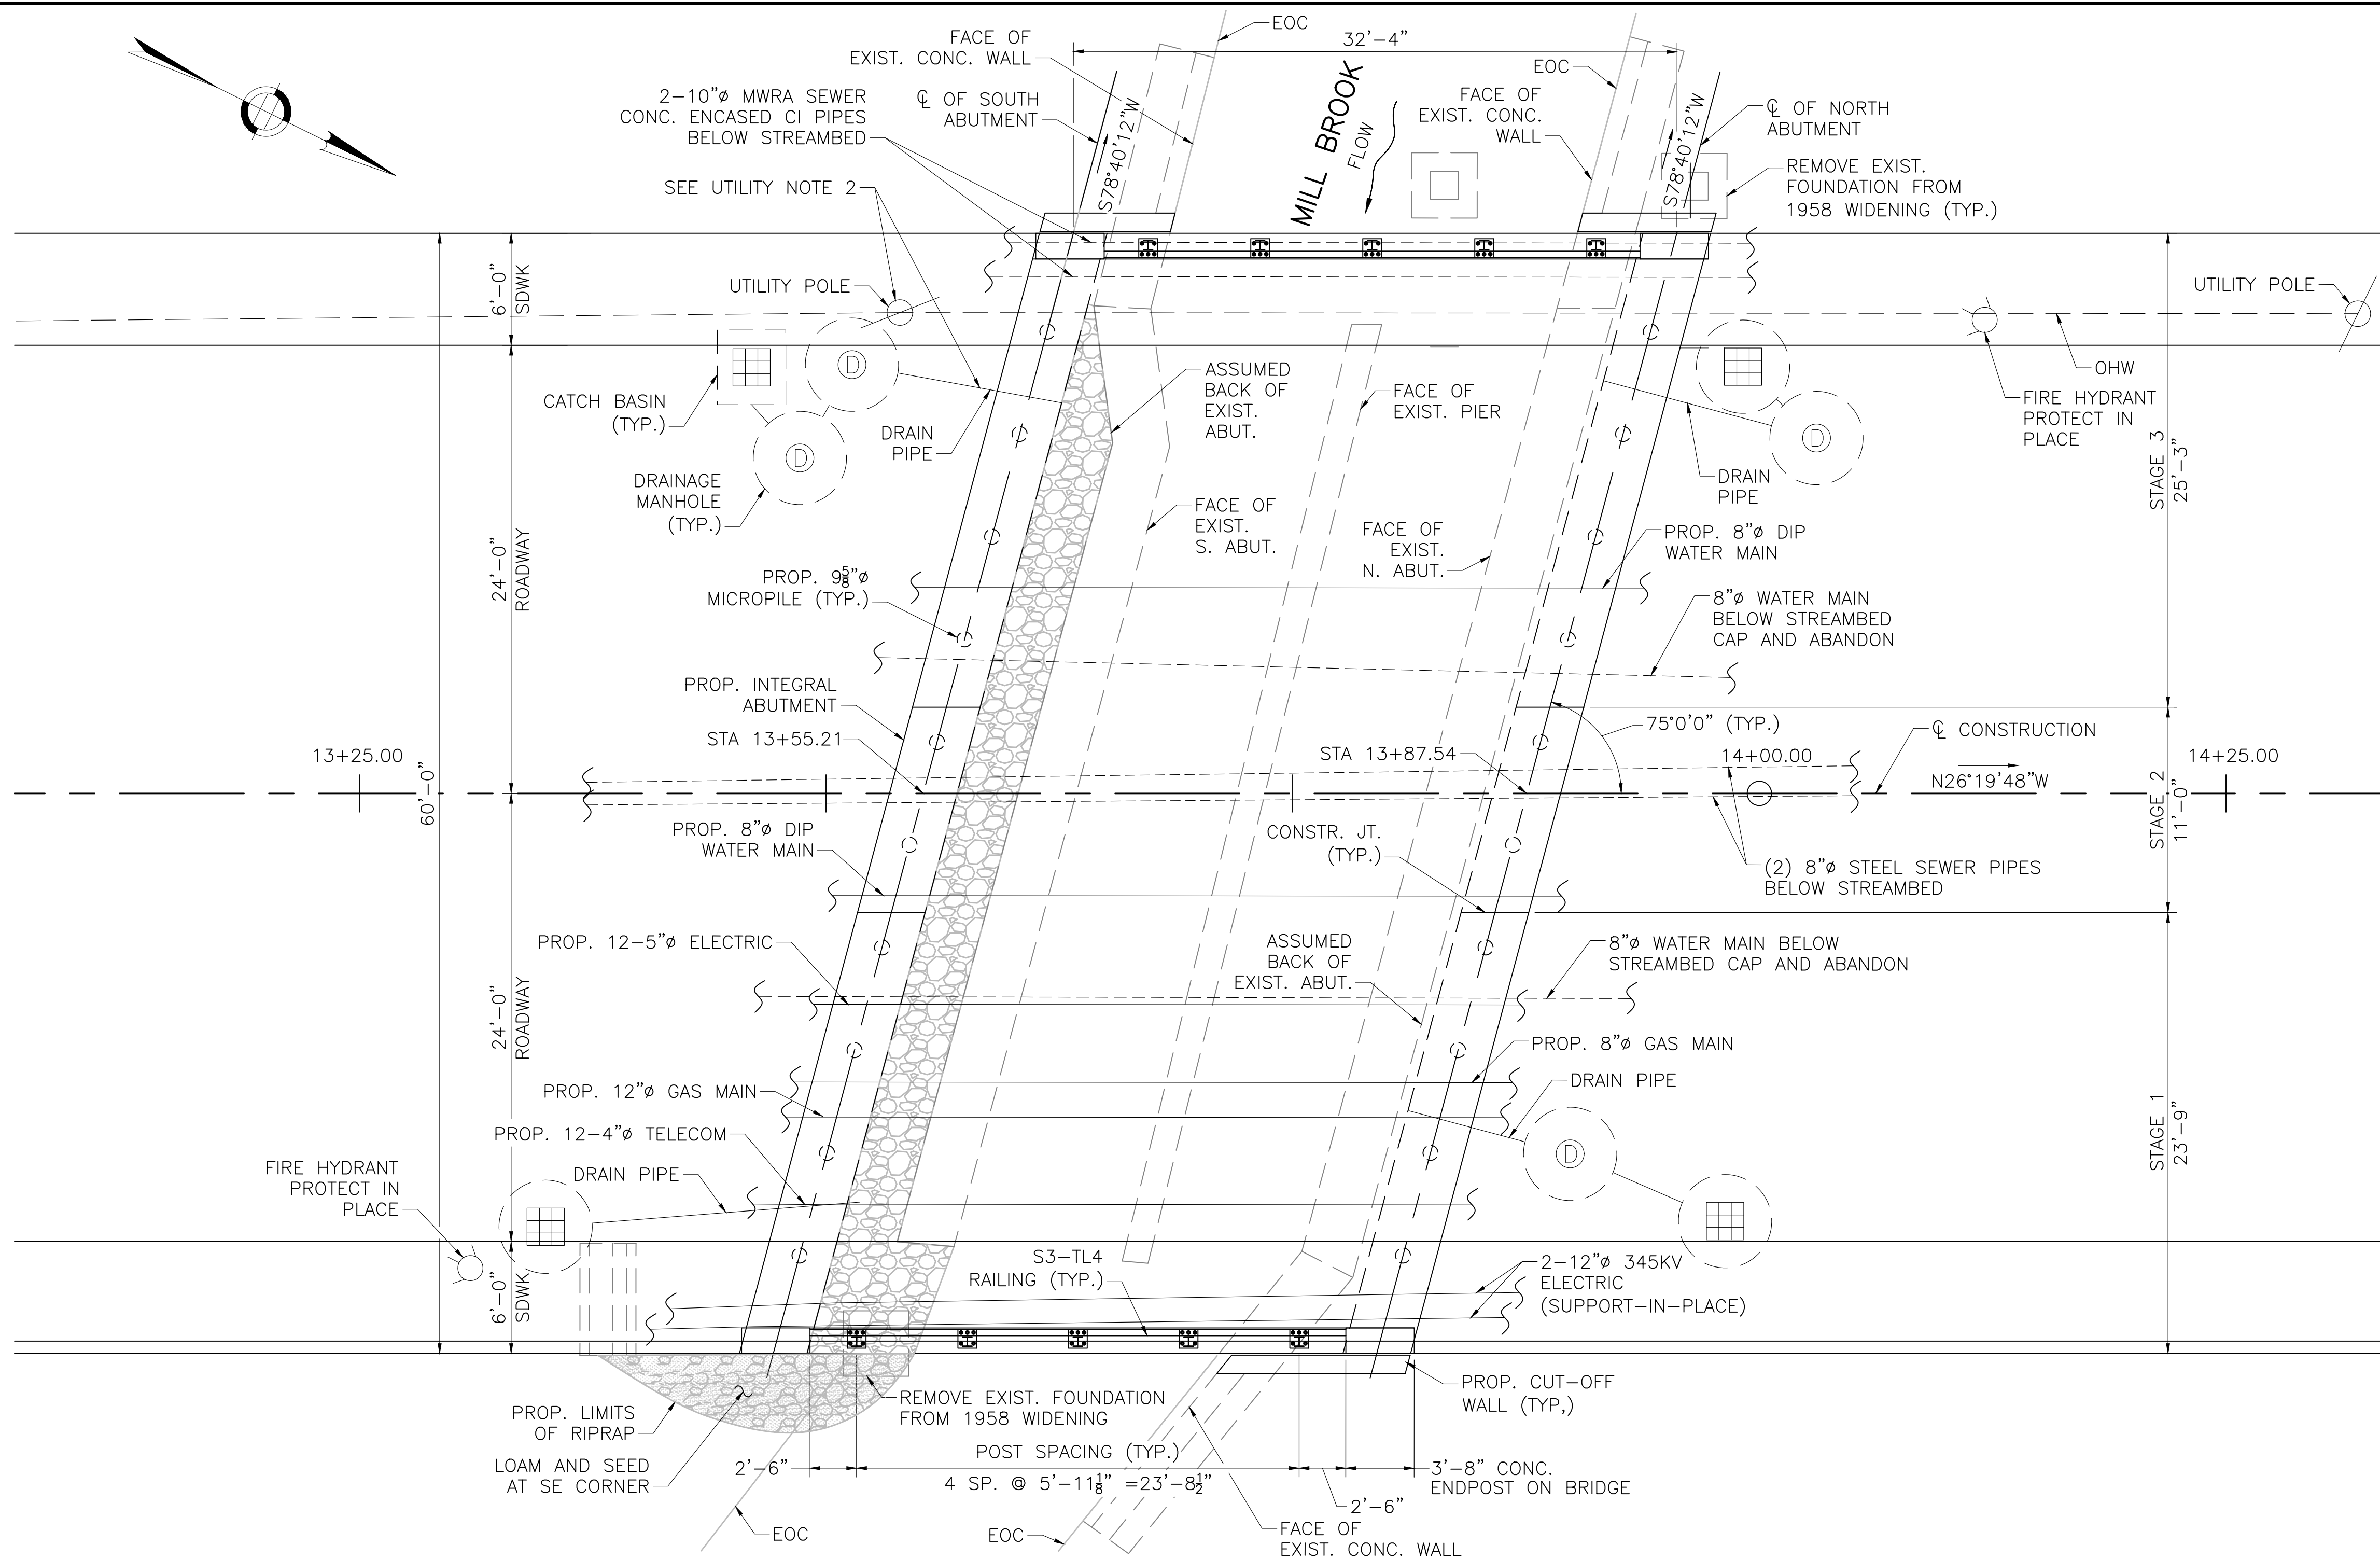 EOC
FACE OF
EXIST. CONC. WALL
32'-4"
EOC
2-10"ø MWRA SEWER
CONC. ENCASED CI PIPES
BELOW STREAMBED
℄ OF SOUTH
ABUTMENT
S78°40'12"W
MILL BROOK
FLOW
FACE OF
EXIST. CONC.
WALL
S78°40'12"W
℄ OF NORTH
ABUTMENT
REMOVE EXIST.
FOUNDATION FROM
1958 WIDENING (TYP.)
SEE UTILITY NOTE 2
6'-0"
SDWK
UTILITY POLE
UTILITY POLE
OHW
FIRE HYDRANT
PROTECT IN
PLACE
CATCH BASIN
(TYP.)
D
D
DRAIN
PIPE
ASSUMED
BACK OF
EXIST.
ABUT.
FACE OF
EXIST. PIER
D
DRAIN
PIPE
STAGE 3
25'-3"
DRAINAGE
MANHOLE
(TYP.)
FACE OF
EXIST.
S. ABUT.
FACE OF
EXIST.
N. ABUT.
PROP. 8"ø DIP
WATER MAIN
24'-0"
ROADWAY
PROP. 9⅝"ø
MICROPILE (TYP.)
8"ø WATER MAIN
BELOW STREAMBED
CAP AND ABANDON
PROP. INTEGRAL
ABUTMENT
STA 13+55.21
STA 13+87.54
75°0'0" (TYP.)
℄ CONSTRUCTION
13+25.00
14+00.00
14+25.00
N26°19'48"W
60'-0"
STAGE 2
11'-0"
PROP. 8"ø DIP
WATER MAIN
CONSTR. JT.
(TYP.)
(2) 8"ø STEEL SEWER PIPES
BELOW STREAMBED
PROP. 12-5"ø ELECTRIC
ASSUMED
BACK OF
EXIST. ABUT.
8"ø WATER MAIN BELOW
STREAMBED CAP AND ABANDON
24'-0"
ROADWAY
PROP. 8"ø GAS MAIN
PROP. 12"ø GAS MAIN
DRAIN PIPE
PROP. 12-4"ø TELECOM
D
STAGE 1
23'-9"
FIRE HYDRANT
PROTECT IN
PLACE
DRAIN PIPE
6'-0"
SDWK
S3-TL4
RAILING (TYP.)
2-12"ø 345KV
ELECTRIC
(SUPPORT-IN-PLACE)
PROP. LIMITS
OF RIPRAP
REMOVE EXIST. FOUNDATION
FROM 1958 WIDENING
PROP. CUT-OFF
WALL (TYP,)
LOAM AND SEED
AT SE CORNER
2'-6"
POST SPACING (TYP.)
4 SP. @ 5'-11⅛" =23'-8½"
2'-6"
3'-8" CONC.
ENDPOST ON BRIDGE
EOC
EOC
FACE OF
EXIST. CONC. WALL